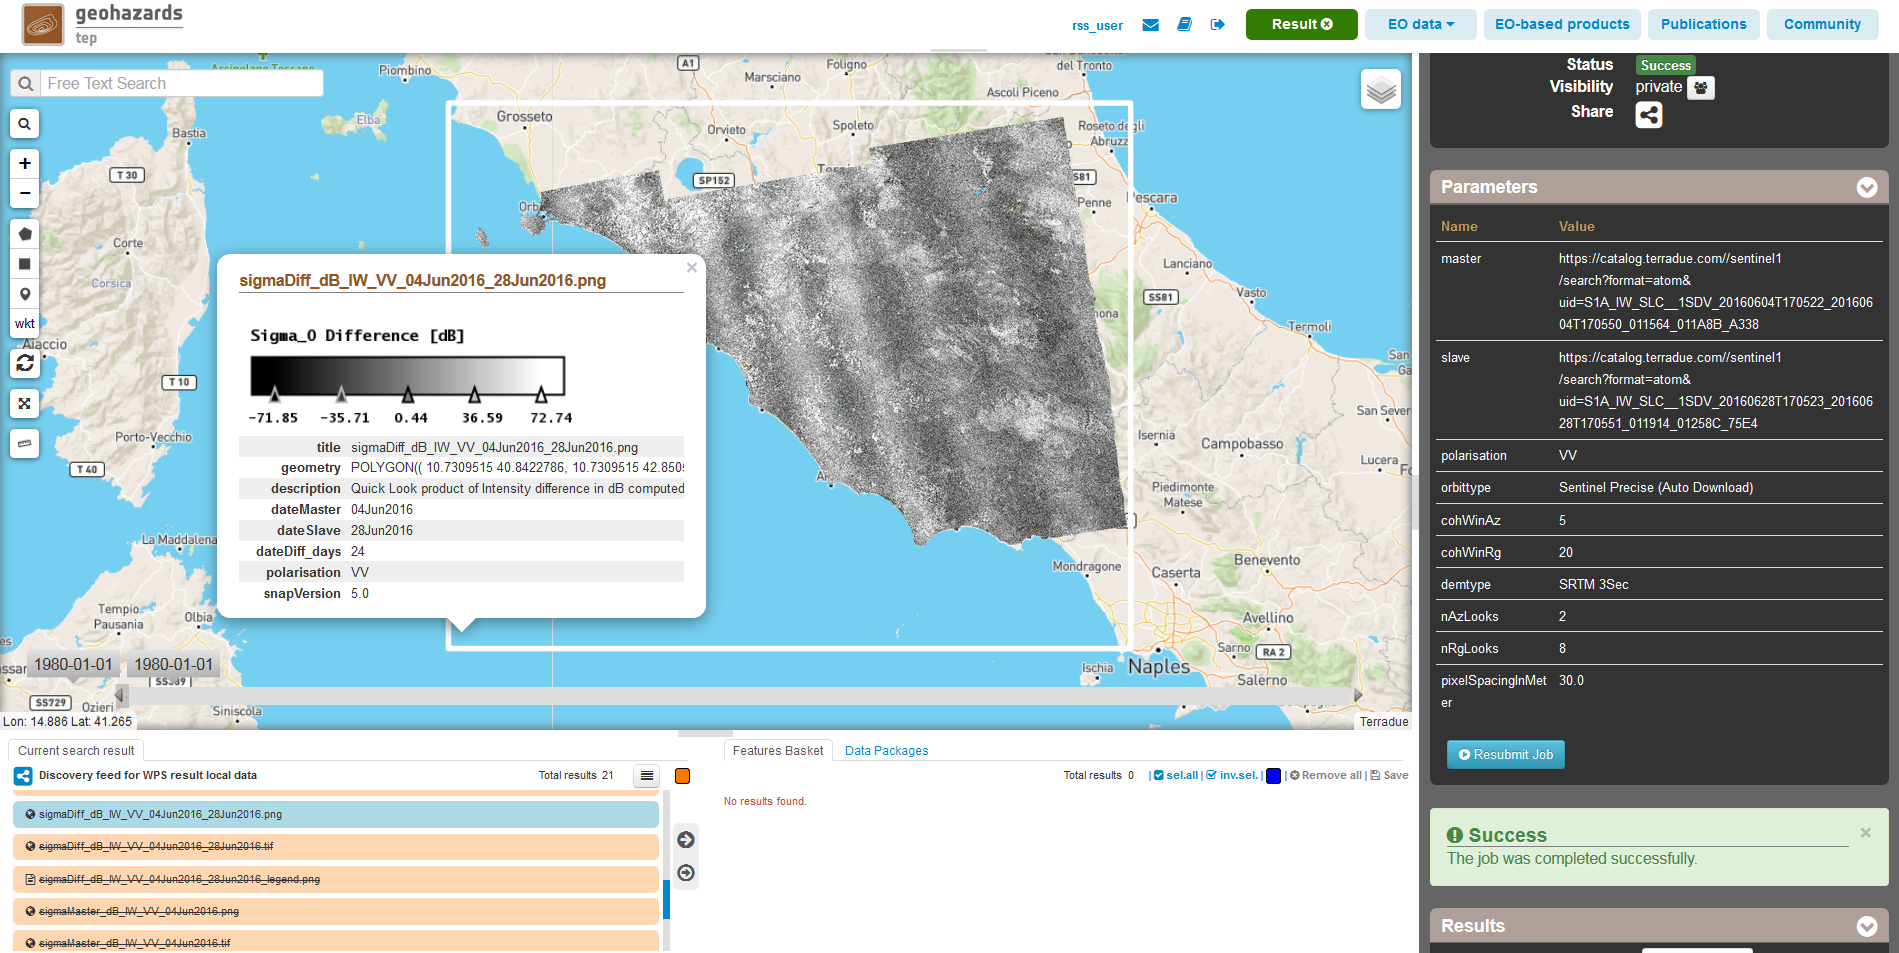 geohazards
tep
rss_user
Result
EO data
EO-based products
Publications
Community
Free Text Search
wkt
Arcipelago Toscano
Piombino
Elba
Bastia
T 30
Corte
Corsica
Ajaccio
T 10
Porto-Vecchio
T 40
La Maddalena
Tempio
Pausania
Olbia
SS389
SS729
Ozieri
Siniscola
Grosseto
A1
Marsciano
Foligno
Orvieto
Spoleto
SP152
Ascoli Piceno
del Tronto
Roseto degli
Abruzzi
S81
Penne
Pescara
Lanciano
SS81
Vasto
Termoli
San Sever
Isernia
Campobasso
Lucera
Piedimonte
Matese
Benevento
Mondragone
Caserta
Avellino
Sarno
RA 2
Ischia
Naples
Salerno
1980-01-01
1980-01-01
Lon: 14.886 Lat: 41.265
Terradue
sigmaDiff_dB_IW_VV_04Jun2016_28Jun2016.png
Sigma_0 Difference [dB]
-71.85 -35.71 0.44 36.59 72.74
title sigmaDiff_dB_IW_VV_04Jun2016_28Jun2016.png
geometry POLYGON(( 10.7309515 40.8422786, 10.7309515 42.850
description Quick Look product of Intensity difference in dB computed
dateMaster 04Jun2016
dateSlave 28Jun2016
dateDiff_days 24
polarisation VV
snapVersion 5.0
Status Success
Visibility private
Share
Parameters
Name Value
master https://catalog.terradue.com//sentinel1
/search?format=atom&
uid=S1A_IW_SLC__1SDV_20160604T170522_201606
04T170550_011564_011A8B_A338
slave https://catalog.terradue.com//sentinel1
/search?format=atom&
uid=S1A_IW_SLC__1SDV_20160628T170523_201606
28T170551_011914_01258C_75E4
polarisation VV
orbittype Sentinel Precise (Auto Download)
cohWinAz 5
cohWinRg 20
demtype SRTM 3Sec
nAzLooks 2
nRgLooks 8
pixelSpacingInMet 30.0
er
Resubmit Job
Success
The job was completed successfully.
Results
Current search result
Discovery feed for WPS result local data
Total results 21
sigmaDiff_dB_IW_VV_04Jun2016_28Jun2016.png
sigmaDiff_dB_IW_VV_04Jun2016_28Jun2016.tif
sigmaDiff_dB_IW_VV_04Jun2016_28Jun2016_legend.png
sigmaMaster_dB_IW_VV_04Jun2016.png
sigmaMaster_dB_IW_VV_04Jun2016.tif
Features Basket
Data Packages
Total results 0 | sel.all | inv.sel. | | Remove all | Save
No results found.